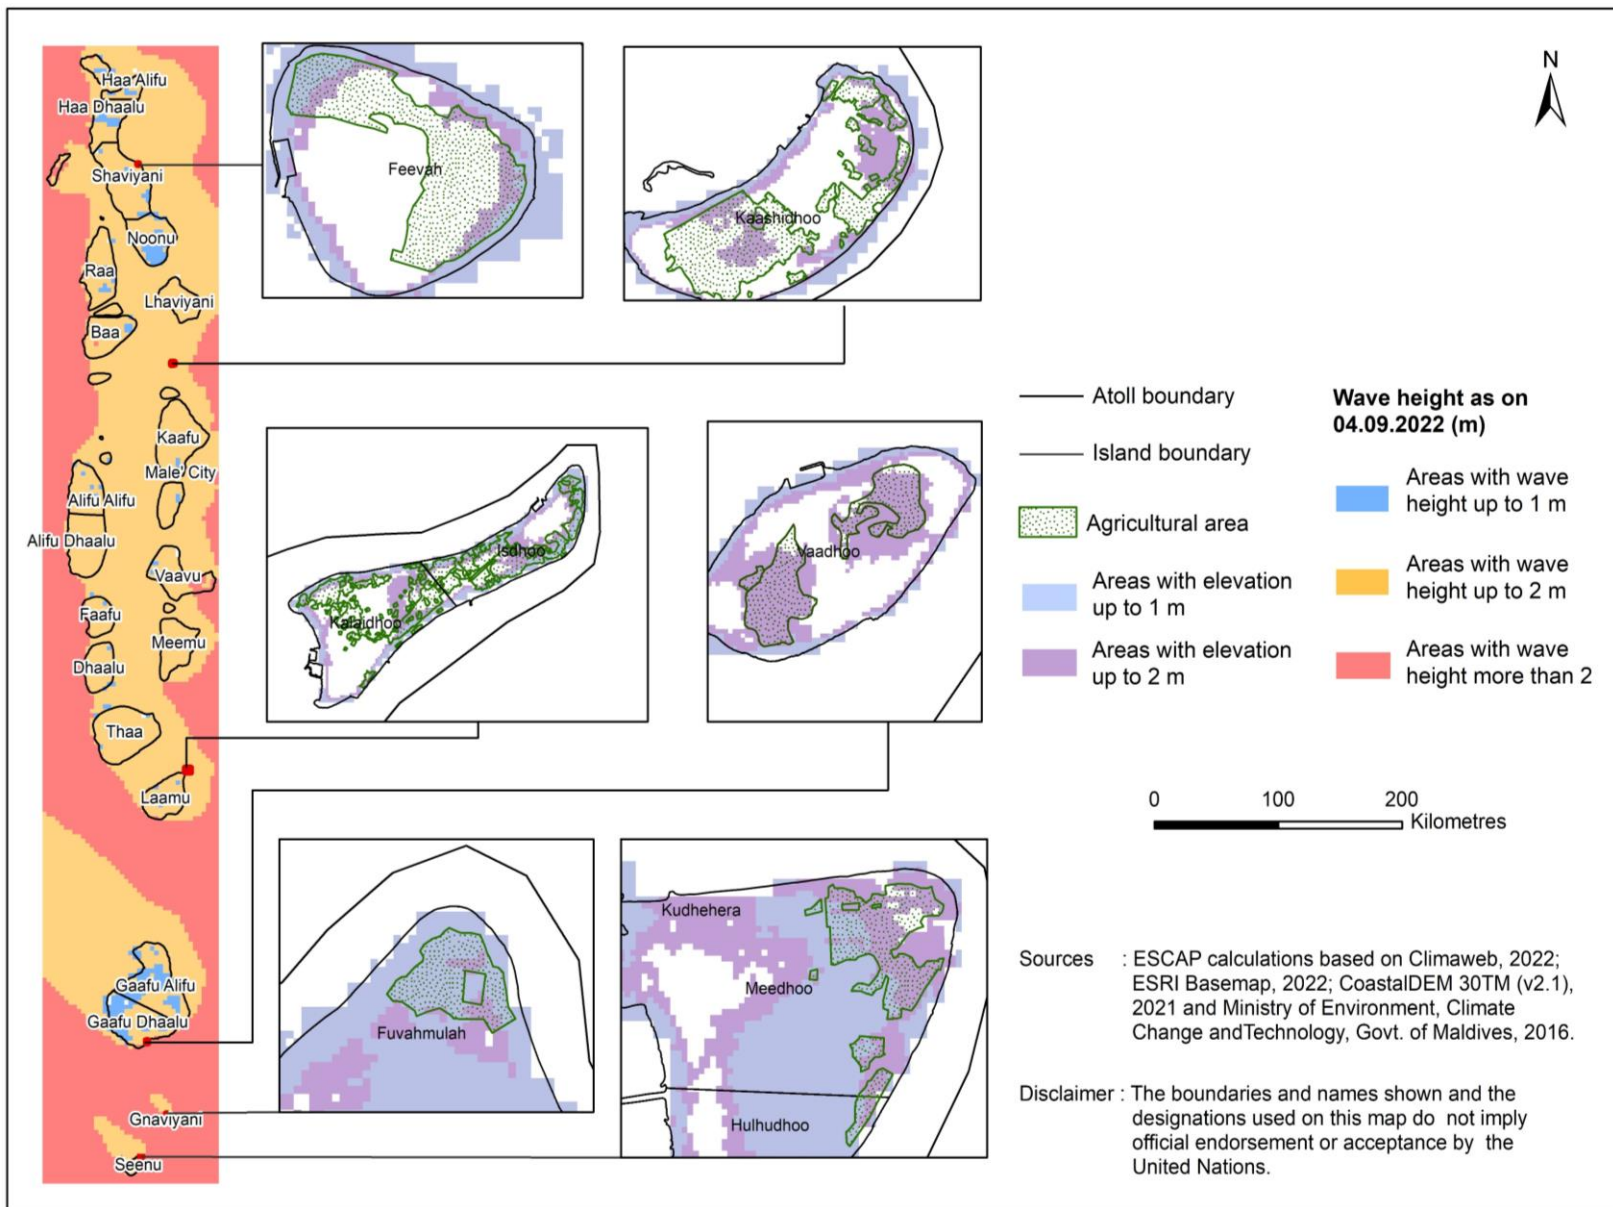 N
Haa Alifu
Haa Dhaalu
Shaviyani
Noonu
Raa
Lhaviyani
Baa
Kaafu
Male' City
Alifu Alifu
Alifu Dhaalu
Vaavu
Faafu
Meemu
Dhaalu
Thaa
Laamu
Gaafu Alifu
Gaafu Dhaalu
Gnaviyani
Seenu
Feevah
Kaashidhoo
Isdhoo
Kalaidhoo
Vaadhoo
Fuvahmulah
Kudhehera
Meedhoo
Hulhudhoo
Atoll boundary
Island boundary
Agricultural area
Areas with elevation
up to 1 m
Areas with elevation
up to 2 m
Wave height as on
04.09.2022 (m)
Areas with wave
height up to 1 m
Areas with wave
height up to 2 m
Areas with wave
height more than 2
0 100 200
Kilometres
Sources : ESCAP calculations based on Climaweb, 2022;
ESRI Basemap, 2022; CoastalDEM 30TM (v2.1),
2021 and Ministry of Environment, Climate
Change andTechnology, Govt. of Maldives, 2016.
Disclaimer : The boundaries and names shown and the
designations used on this map do not imply
official endorsement or acceptance by the
United Nations.